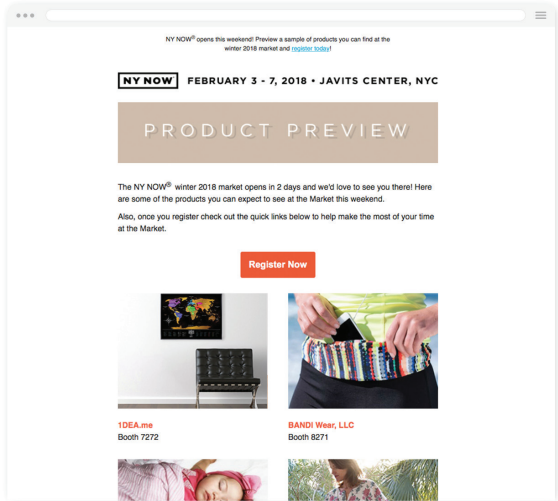 NY NOW® opens this weekend! Preview a sample of products you can find at the
winter 2018 market and register today!
NY NOW FEBRUARY 3 - 7, 2018 • JAVITS CENTER, NYC
PRODUCT PREVIEW
The NY NOW® winter 2018 market opens in 2 days and we'd love to see you there! Here
are some of the products you can expect to see at the Market this weekend.
Also, once you register check out the quick links below to help make the most of your time
at the Market.
Register Now
1DEA.me
Booth 7272
BANDI Wear, LLC
Booth 8271